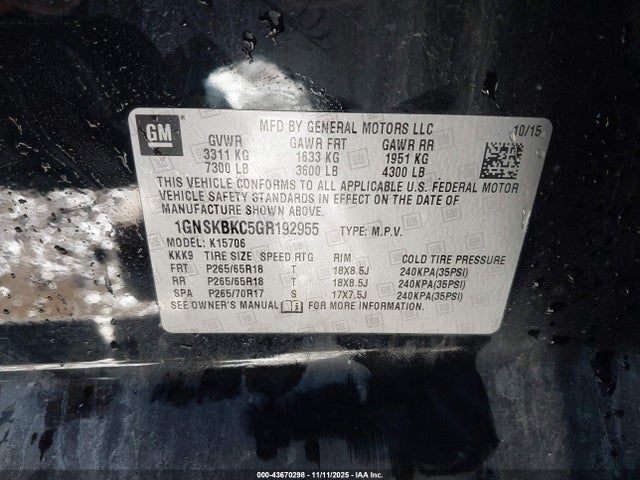 GM
MFD BY GENERAL MOTORS LLC 10/15
GVWR GAWR FRT GAWR RR
3311 KG 1633 KG 1951 KG
7300 LB 3600 LB 4300 LB
THIS VEHICLE CONFORMS TO ALL APPLICABLE U.S. FEDERAL MOTOR
VEHICLE SAFETY STANDARDS IN EFFECT ON THE DATE OF
MANUFACTURE SHOWN ABOVE.
1GNSKBKC5GR192955 TYPE: M.P.V.
MODEL: K15706
KKK9 TIRE SIZE SPEED RTG RIM COLD TIRE PRESSURE
FRT P265/65R18 T 18X8.5J 240KPA(35PSI)
RR P265/65R18 T 18X8.5J 240KPA(35PSI)
SPA P265/70R17 S 17X7.5J 240KPA(35PSI)
SEE OWNER'S MANUAL FOR MORE INFORMATION
000-43670298 - 11/11/2025 - IAA Inc.